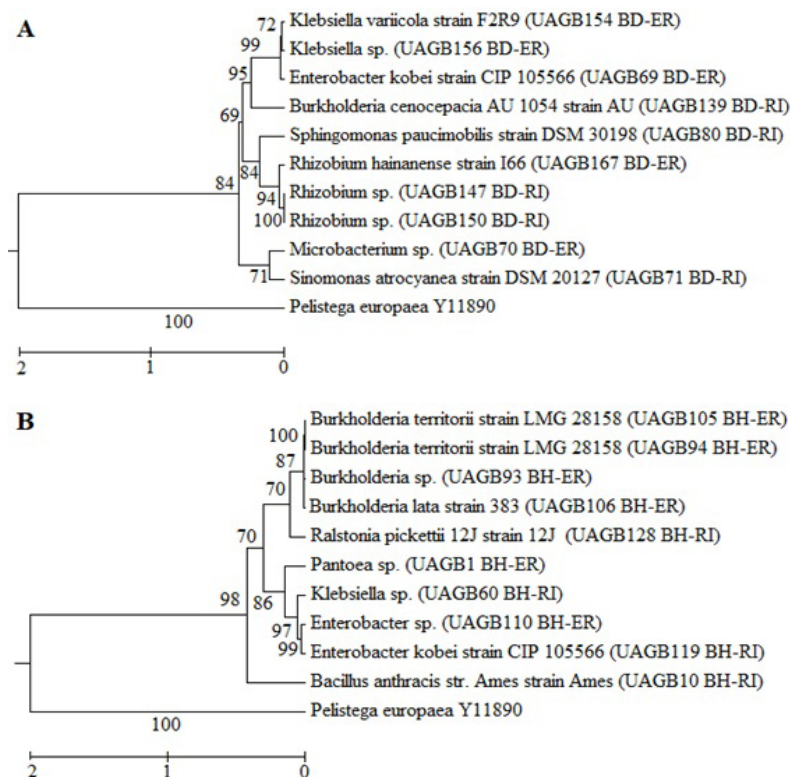 A
72 Klebsiella variicola strain F2R9 (UAGB154 BD-ER)
99 Klebsiella sp. (UAGB156 BD-ER)
95 Enterobacter kobei strain CIP 105566 (UAGB69 BD-ER)
69 Burkholderia cenocepacia AU 1054 strain AU (UAGB139 BD-RI)
Sphingomonas paucimobilis strain DSM 30198 (UAGB80 BD-RI)
84 84 Rhizobium hainanense strain I66 (UAGB167 BD-ER)
94 Rhizobium sp. (UAGB147 BD-RI)
100 Rhizobium sp. (UAGB150 BD-RI)
Microbacterium sp. (UAGB70 BD-ER)
71 Sinomonas atrocyanea strain DSM 20127 (UAGB71 BD-RI)
Pelistega europaea Y11890
100
2 1 0
B
Burkholderia territorii strain LMG 28158 (UAGB105 BH-ER)
100 Burkholderia territorii strain LMG 28158 (UAGB94 BH-ER)
87 Burkholderia sp. (UAGB93 BH-ER)
70 Burkholderia lata strain 383 (UAGB106 BH-ER)
70 Ralstonia pickettii 12J strain 12J (UAGB128 BH-RI)
Pantoea sp. (UAGB1 BH-ER)
98 86 Klebsiella sp. (UAGB60 BH-RI)
97 Enterobacter sp. (UAGB110 BH-ER)
99 Enterobacter kobei strain CIP 105566 (UAGB119 BH-RI)
Bacillus anthracis str. Ames strain Ames (UAGB10 BH-RI)
Pelistega europaea Y11890
100
2 1 0